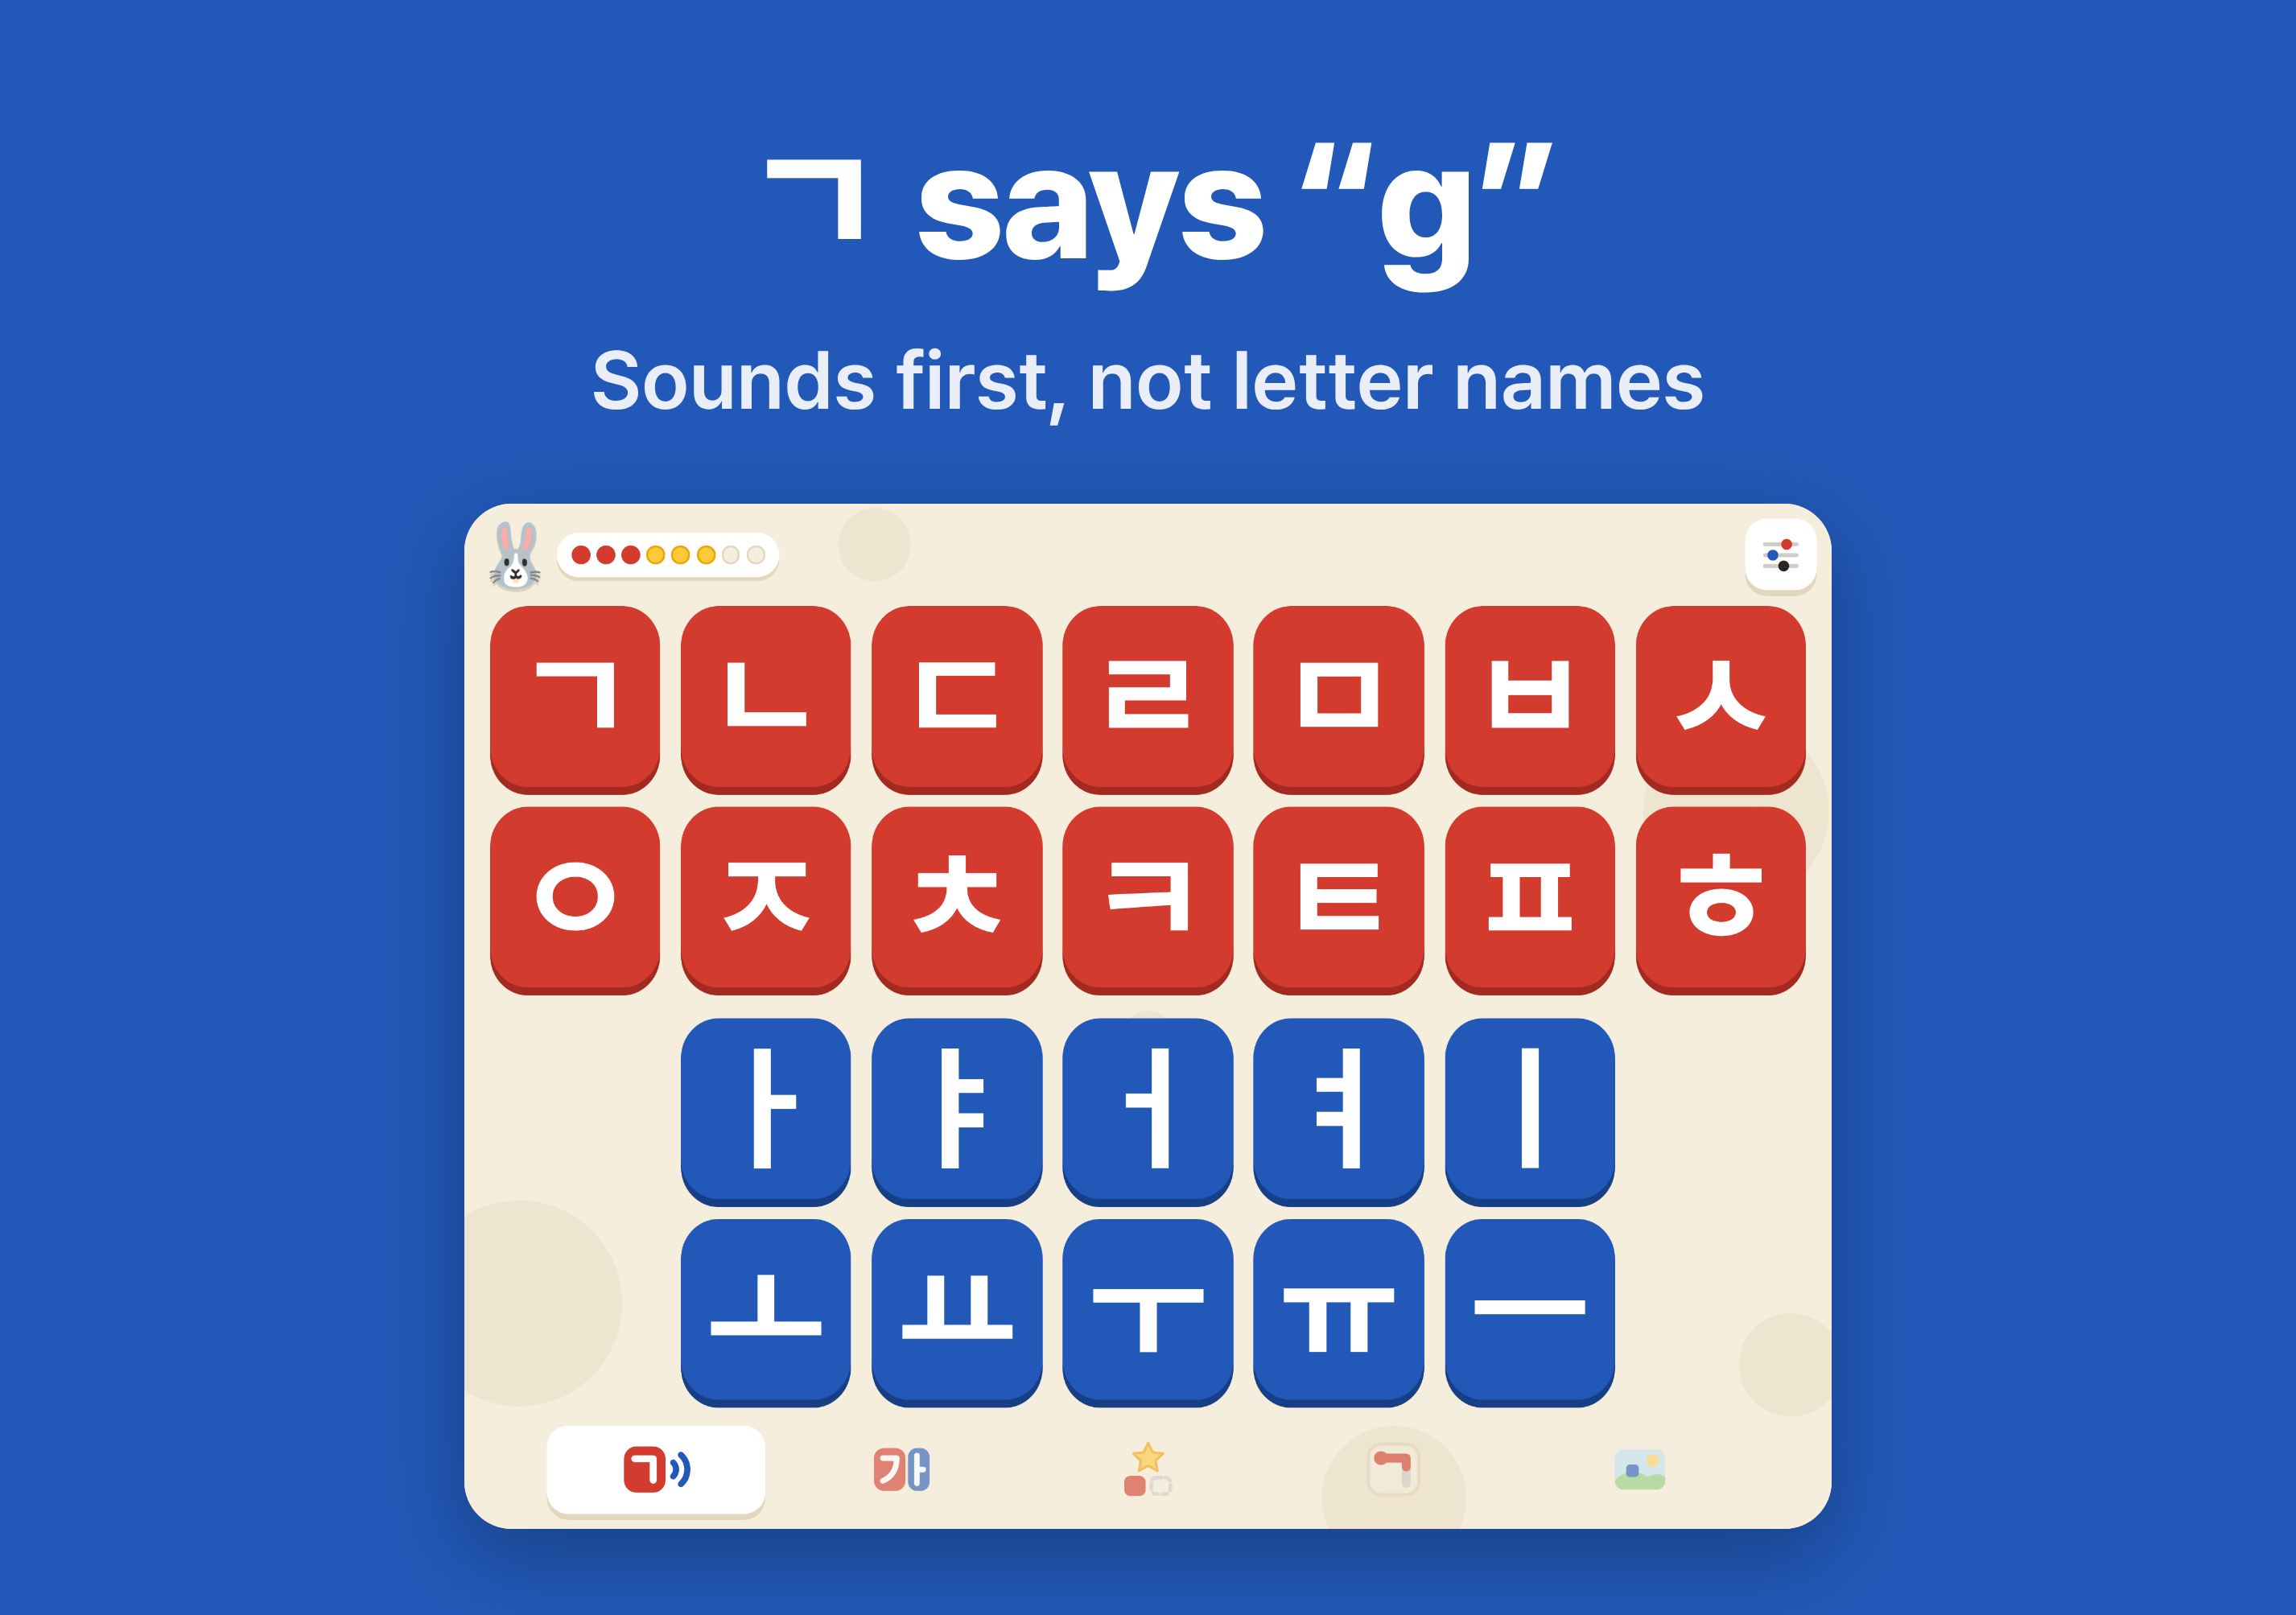 ㄱ says “g”
Sounds first, not letter names
ㄱ ㄴ ㄷ ㄹ ㅁ ㅂ ㅅ
ㅇ ㅈ ㅊ ㅋ ㅌ ㅍ ㅎ
ㅏ ㅑ ㅓ ㅕ ㅣ
ㅗ ㅛ ㅜ ㅠ ㅡ
ㄱ 가 ㄱ